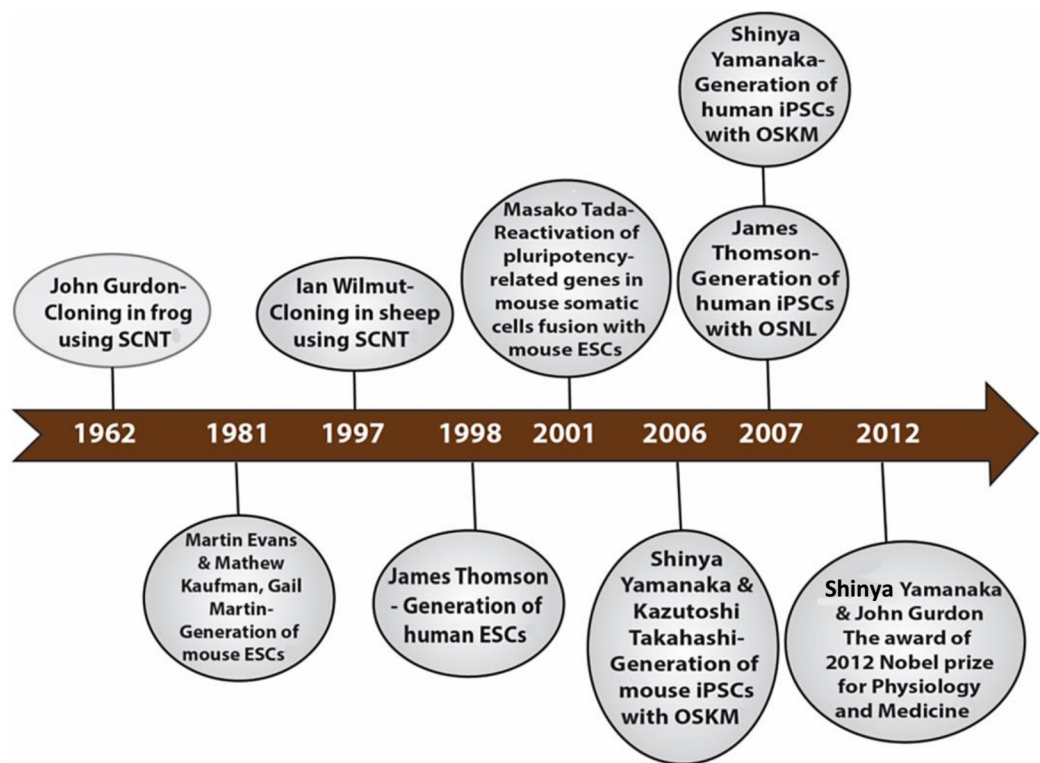 Shinya
Yamanaka-
Generation of
human iPSCs
with OSKM
Masako Tada-
Reactivation of
pluripotency-
related genes in
mouse somatic
cells fusion with
mouse ESCs
James
Thomson-
Generation of
human iPSCs
with OSNL
John Gurdon-
Cloning in frog
using SCNT
Ian Wilmut-
Cloning in sheep
using SCNT
1962 1981 1997 1998 2001 2006 2007 2012
Martin Evans
& Mathew
Kaufman, Gail
Martin-
Generation of
mouse ESCs
James Thomson
- Generation of
human ESCs
Shinya
Yamanaka &
Kazutoshi
Takahashi-
Generation of
mouse iPSCs
with OSKM
Shinya Yamanaka
& John Gurdon
The award of
2012 Nobel prize
for Physiology
and Medicine